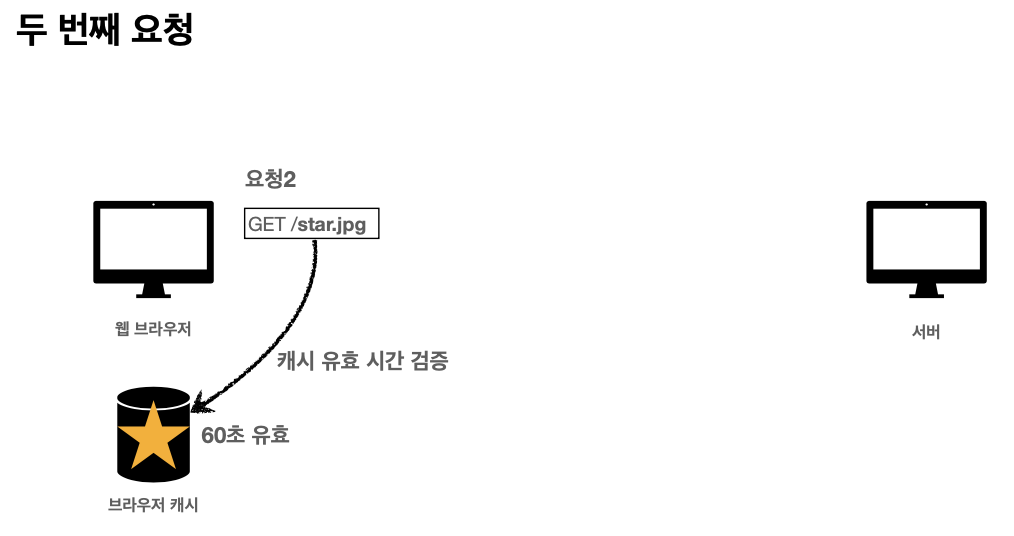 두 번째 요청
요청2
GET /star.jpg
웹 브라우저
서버
캐시 유효 시간 검증
60초 유효
브라우저 캐시